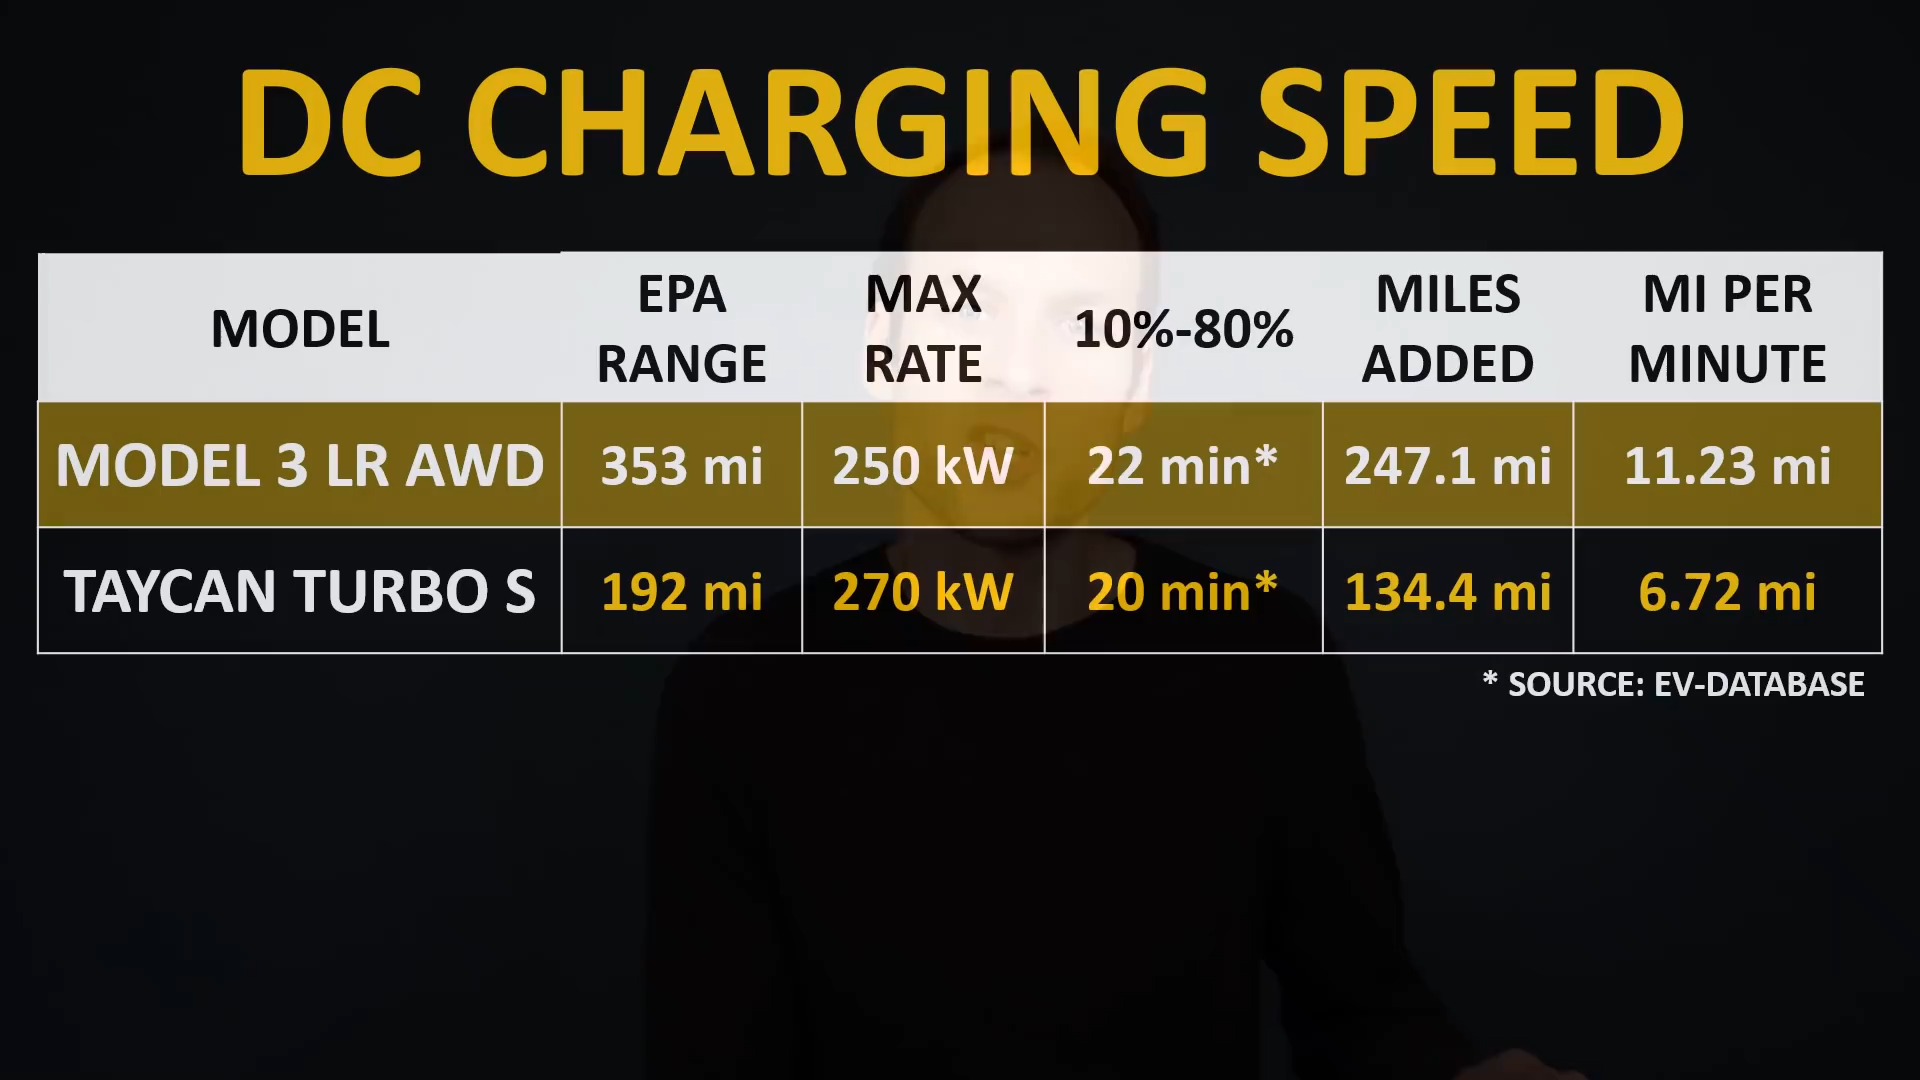 DC CHARGING SPEED
MODEL
EPA RANGE
MAX RATE
10%-80%
MILES ADDED
MI PER MINUTE
MODEL 3 LR AWD
353 mi
250 kW
22 min*
247.1 mi
11.23 mi
TAYCAN TURBO S
192 mi
270 kW
20 min*
134.4 mi
6.72 mi
* SOURCE: EV-DATABASE